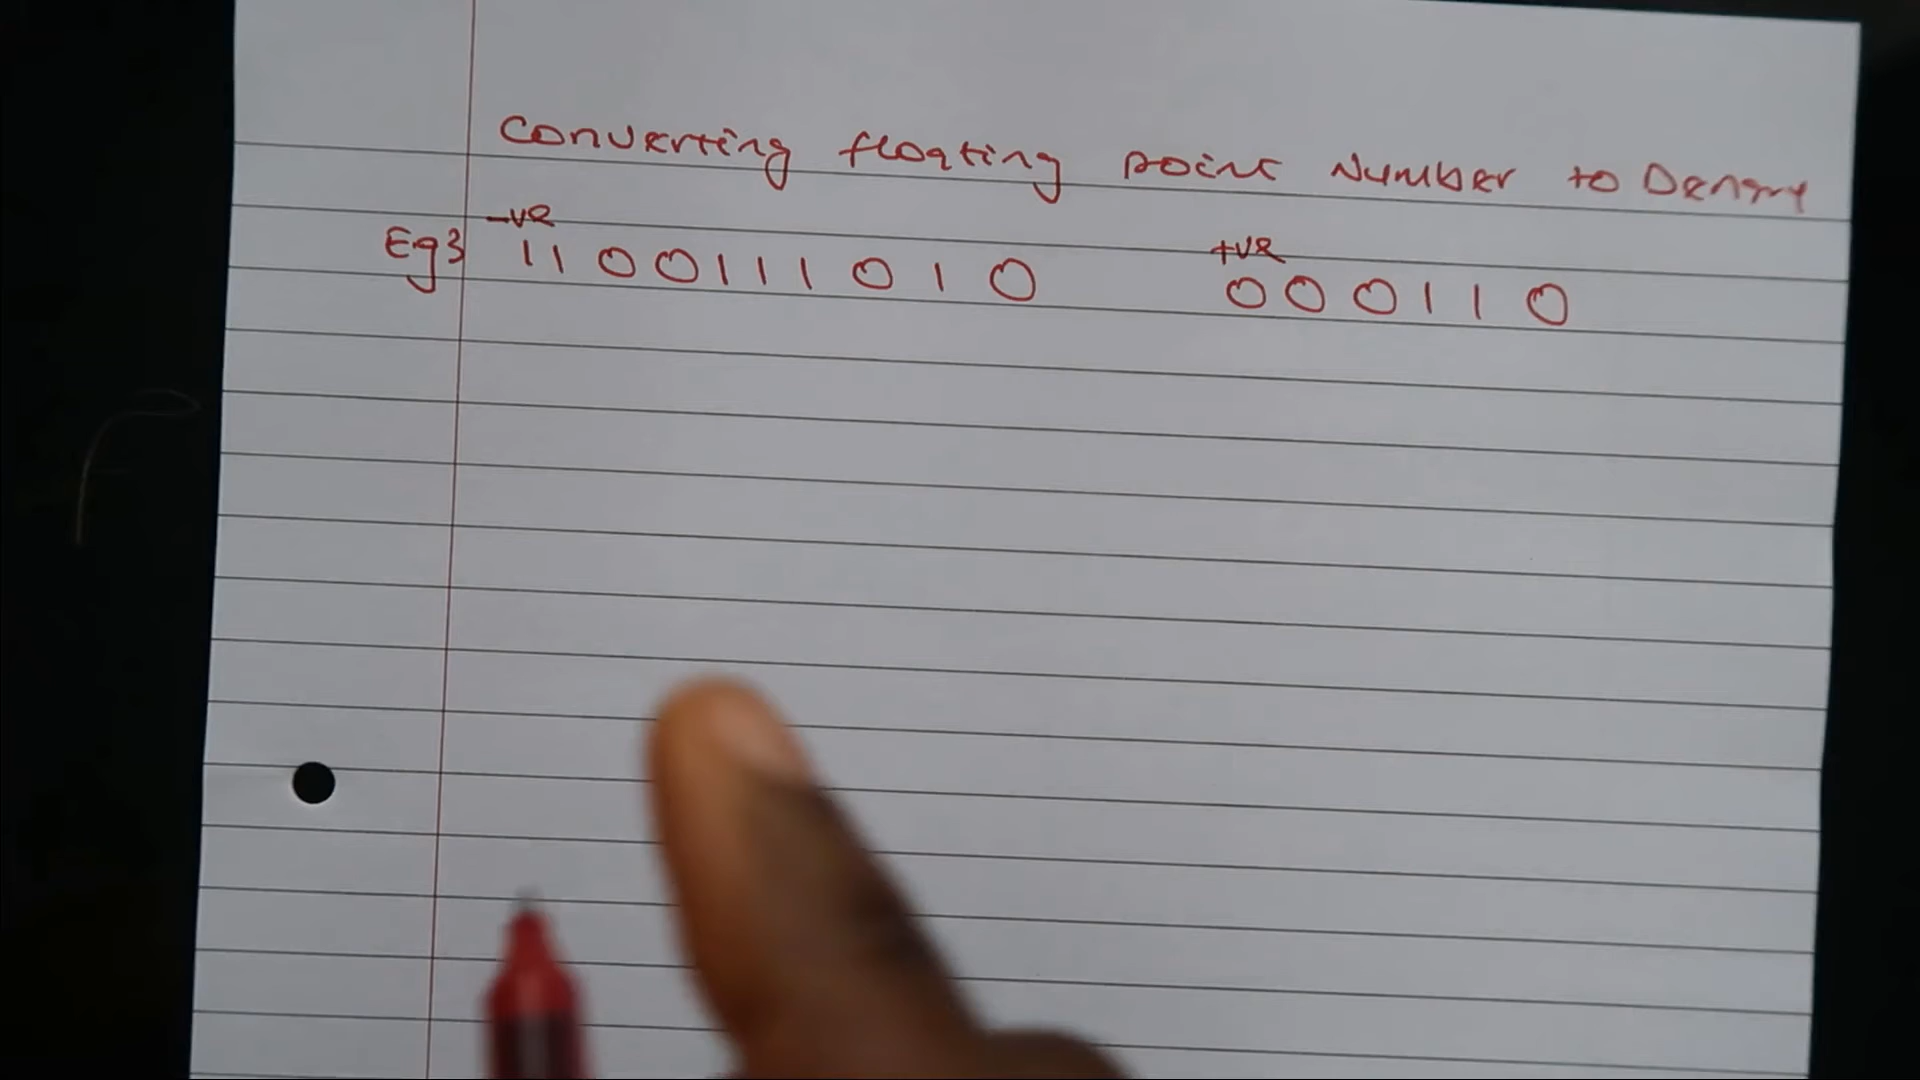 Converting floating point Number to Denary
-ve +ve
Eg3 1100111010 000110